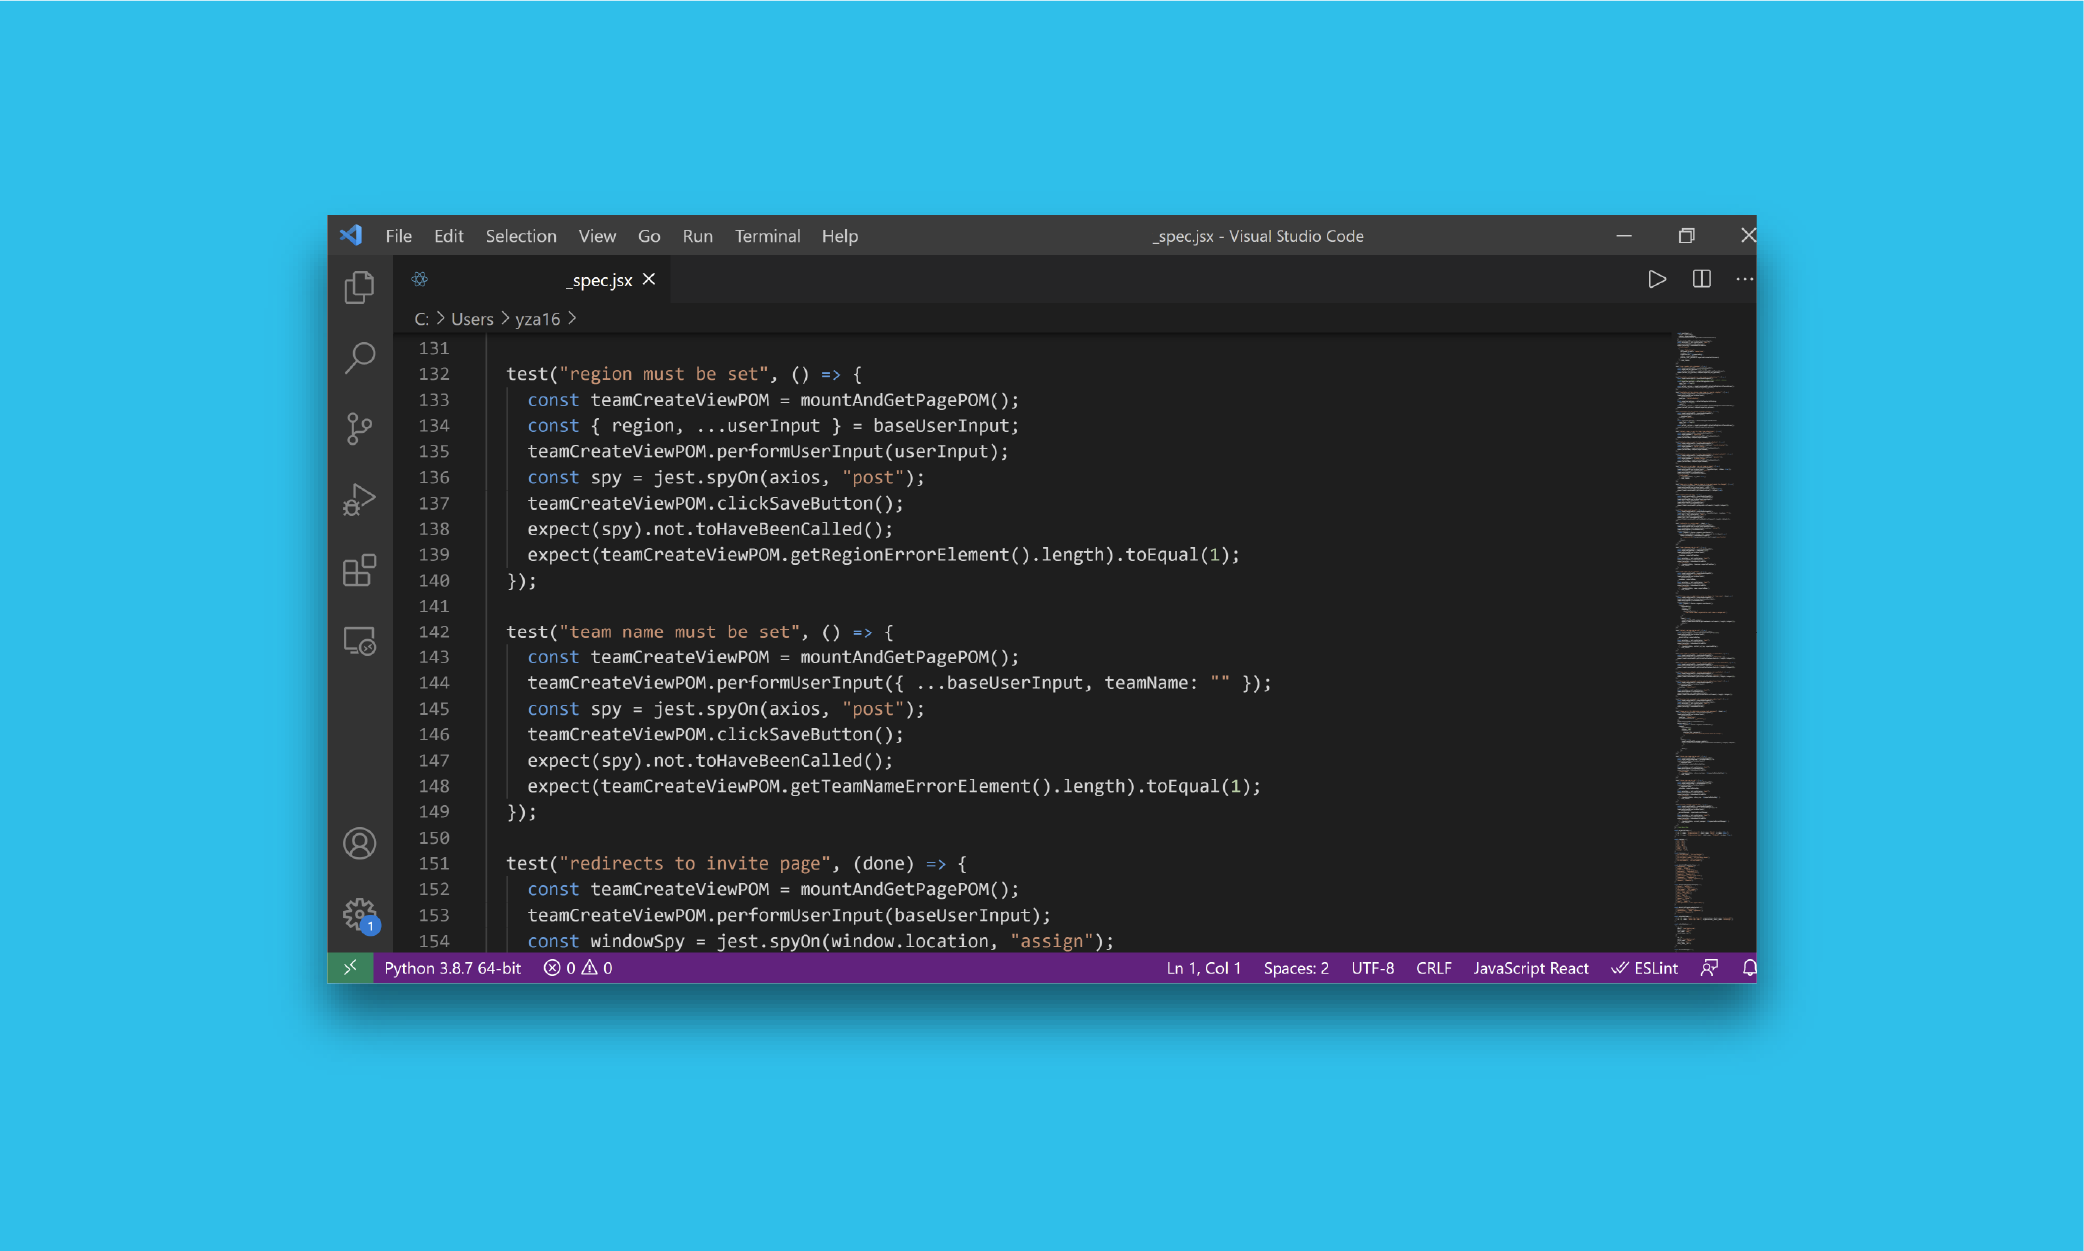 File Edit Selection View Go Run Terminal Help _spec.jsx - Visual Studio Code
_spec.jsx
C: > Users > yza16 >
131
132 test("region must be set", () => {
133 const teamCreateViewPOM = mountAndGetPagePOM();
134 const { region, ...userInput } = baseUserInput;
135 teamCreateViewPOM.performUserInput(userInput);
136 const spy = jest.spyOn(axios, "post");
137 teamCreateViewPOM.clickSaveButton();
138 expect(spy).not.toHaveBeenCalled();
139 expect(teamCreateViewPOM.getRegionErrorElement().length).toEqual(1);
140 });
141
142 test("team name must be set", () => {
143 const teamCreateViewPOM = mountAndGetPagePOM();
144 teamCreateViewPOM.performUserInput({ ...baseUserInput, teamName: "" });
145 const spy = jest.spyOn(axios, "post");
146 teamCreateViewPOM.clickSaveButton();
147 expect(spy).not.toHaveBeenCalled();
148 expect(teamCreateViewPOM.getTeamNameErrorElement().length).toEqual(1);
149 });
150
151 test("redirects to invite page", (done) => {
152 const teamCreateViewPOM = mountAndGetPagePOM();
153 teamCreateViewPOM.performUserInput(baseUserInput);
154 const windowSpy = jest.spyOn(window.location, "assign");
1
Python 3.8.7 64-bit 0 0 Ln 1, Col 1 Spaces: 2 UTF-8 CRLF JavaScript React ESLint